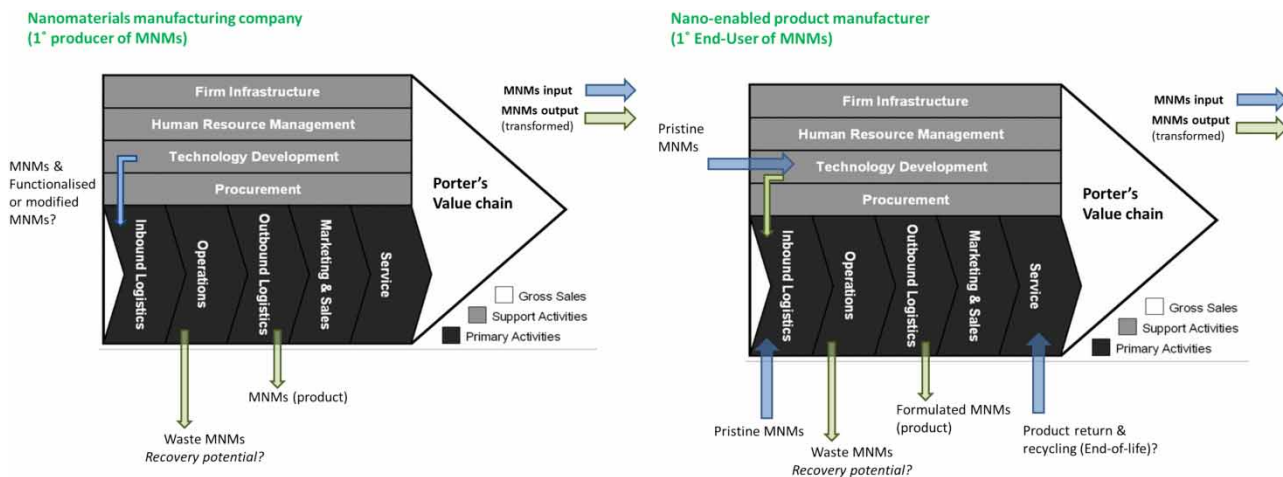 Nanomaterials manufacturing company
(1° producer of MNMs)
Firm Infrastructure
Human Resource Management
Technology Development
Procurement
MNMs input
MNMs output
(transformed)
MNMs &
Functionalised
or modified
MNMs?
Porter's
Value chain
Inbound Logistics
Operations
Outbound Logistics
Marketing & Sales
Service
Gross Sales
Support Activities
Primary Activities
MNMs (product)
Waste MNMs
Recovery potential?
Nano-enabled product manufacturer
(1° End-User of MNMs)
Firm Infrastructure
Human Resource Management
Technology Development
Procurement
MNMs input
MNMs output
(transformed)
Pristine
MNMs
Porter's
Value chain
Inbound Logistics
Operations
Outbound Logistics
Marketing & Sales
Service
Gross Sales
Support Activities
Primary Activities
Pristine MNMs
Waste MNMs
Recovery potential?
Formulated MNMs
(product)
Product return &
recycling (End-of-life)?